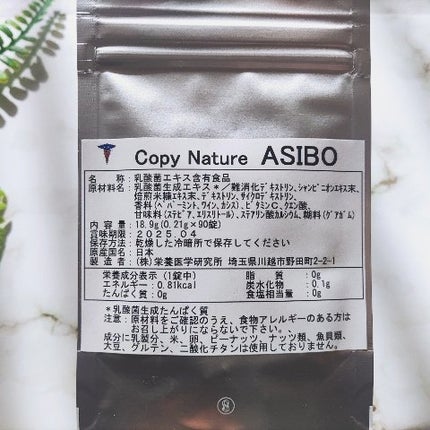 Copy Nature ASIBO
名　称：乳酸菌エキス含有食品
原材料名：乳酸菌生成エキス＊／難消化デキストリン、シャンピニオンエキス末、
焙煎米糠エキス末、デキストリン、サイクロデキストリン、
香料（ペパーミント、ワイン、カシス）、ビタミンC、クエン酸、
甘味料（ステビア、エリスリトール）、ステアリン酸カルシウム、糊料（グァガム）
内容量：18.9g（0.21g×90錠）
賞味期限：2025.04
保存方法：乾燥した冷暗所で保存してください
原産国名：日本
製造者：（株）栄養医学研究所 埼玉県川越市野田町2-2-1
栄養成分表示（1錠中） 脂質：0g
エネルギー：0.81kcal 炭水化物：0.1g
たんぱく質：0g 食塩相当量：0g
＊乳酸菌生成たんぱく質
注意：原材料をご確認のうえ、食物アレルギーのある方は
お召し上がりにならないで下さい、
成分に乳製分、米、卵、ピーナッツ、ナッツ類、魚貝類、
大豆、グルテン、二酸化チタンは使用しておりません。